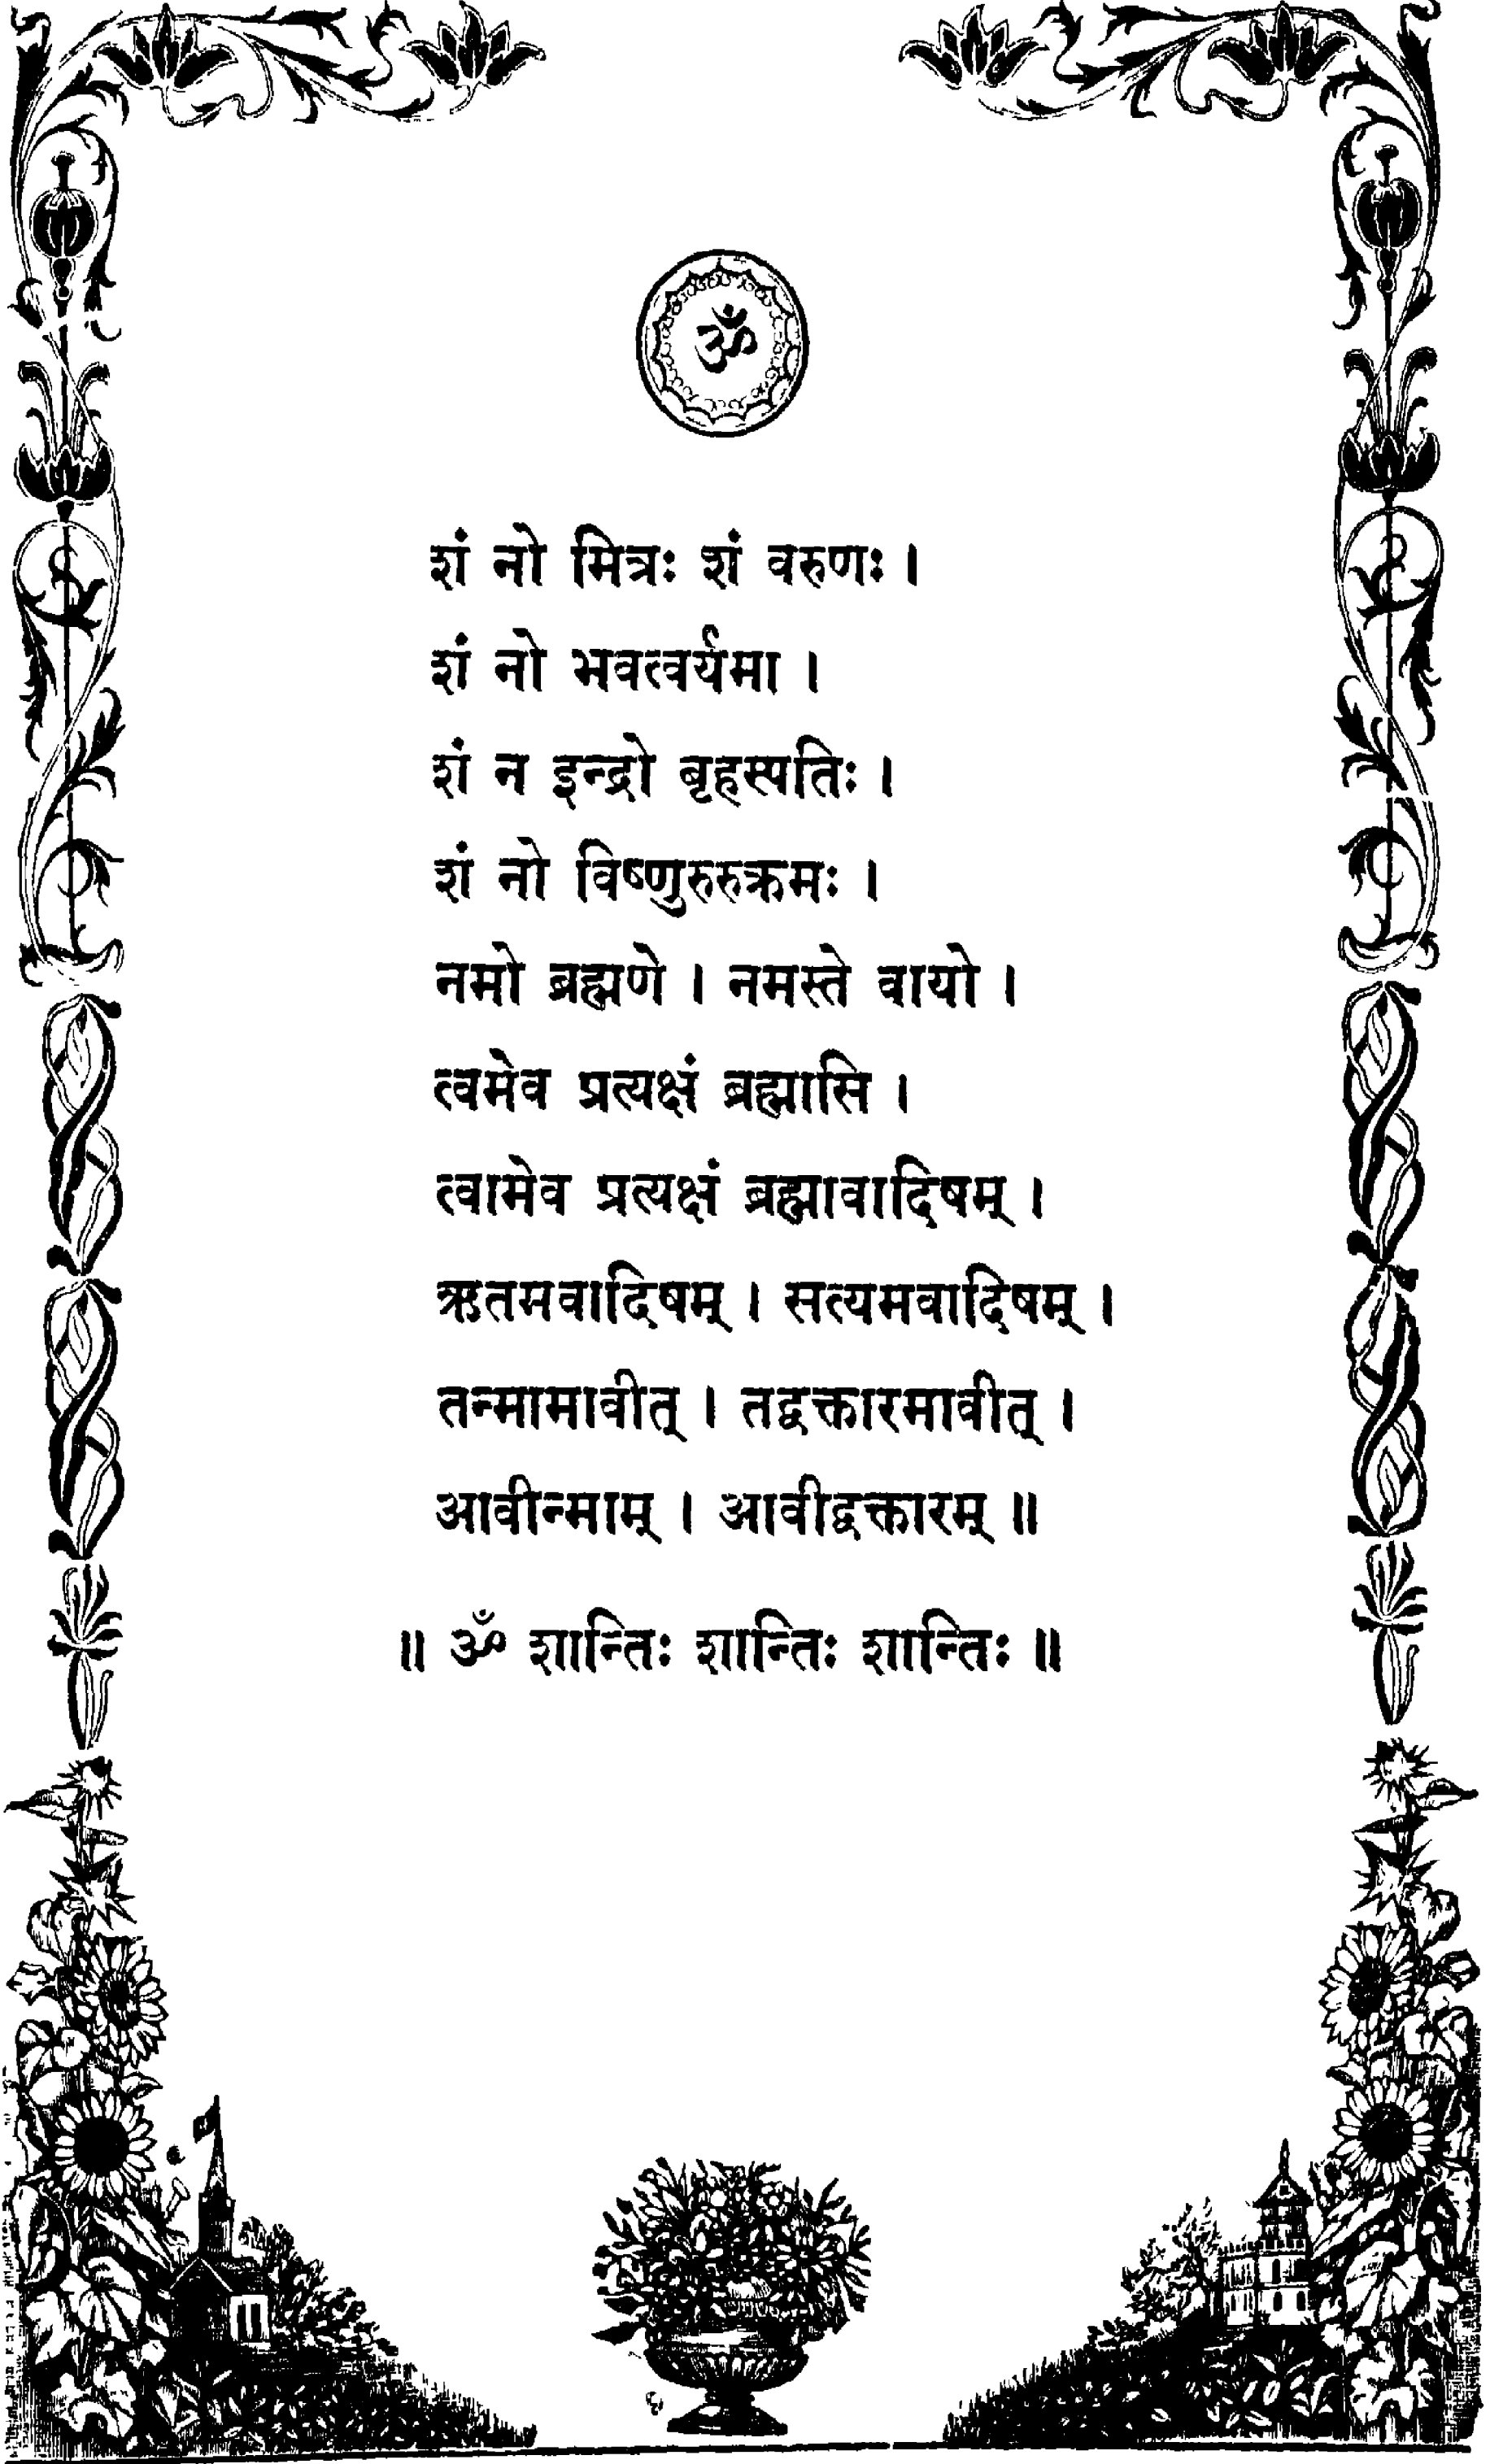 ॐ
शं नो मित्रः शं वरुणः ।
शं नो भवत्वर्यमा ।
शं न इन्द्रो बृहस्पतिः ।
शं नो विष्णुरुरुक्रमः ।
नमो ब्रह्मणे । नमस्ते वायो ।
त्वमेव प्रत्यक्षं ब्रह्मासि ।
त्वामेव प्रत्यक्षं ब्रह्मावादिषम् ।
ऋतमवादिषम् । सत्यमवादिषम् ।
तन्मामावीत् । तद्वक्तारमावीत् ।
आवीन्माम् । आवीद्वक्तारम् ॥
॥ ॐ शान्तिः शान्तिः शान्तिः ॥